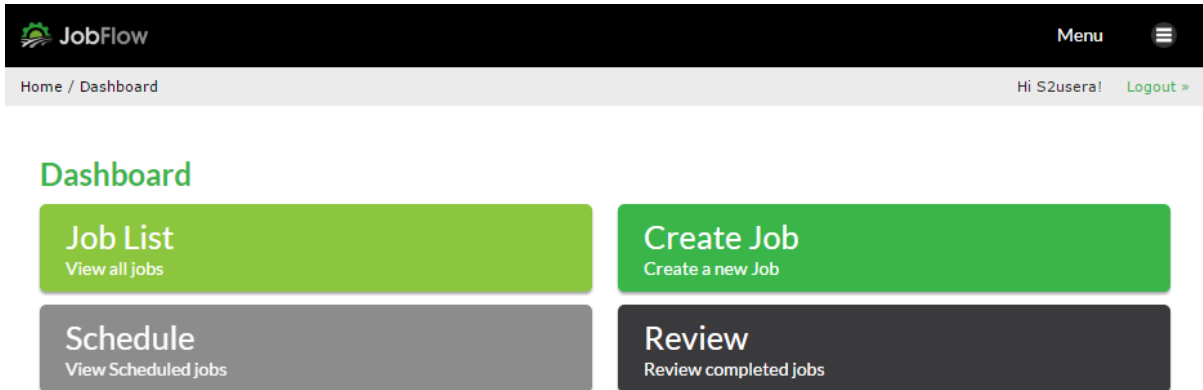 JobFlow
Menu
Home / Dashboard
Hi S2usera! Logout »
Dashboard
Job List
View all jobs
Create Job
Create a new Job
Schedule
View Scheduled jobs
Review
Review completed jobs